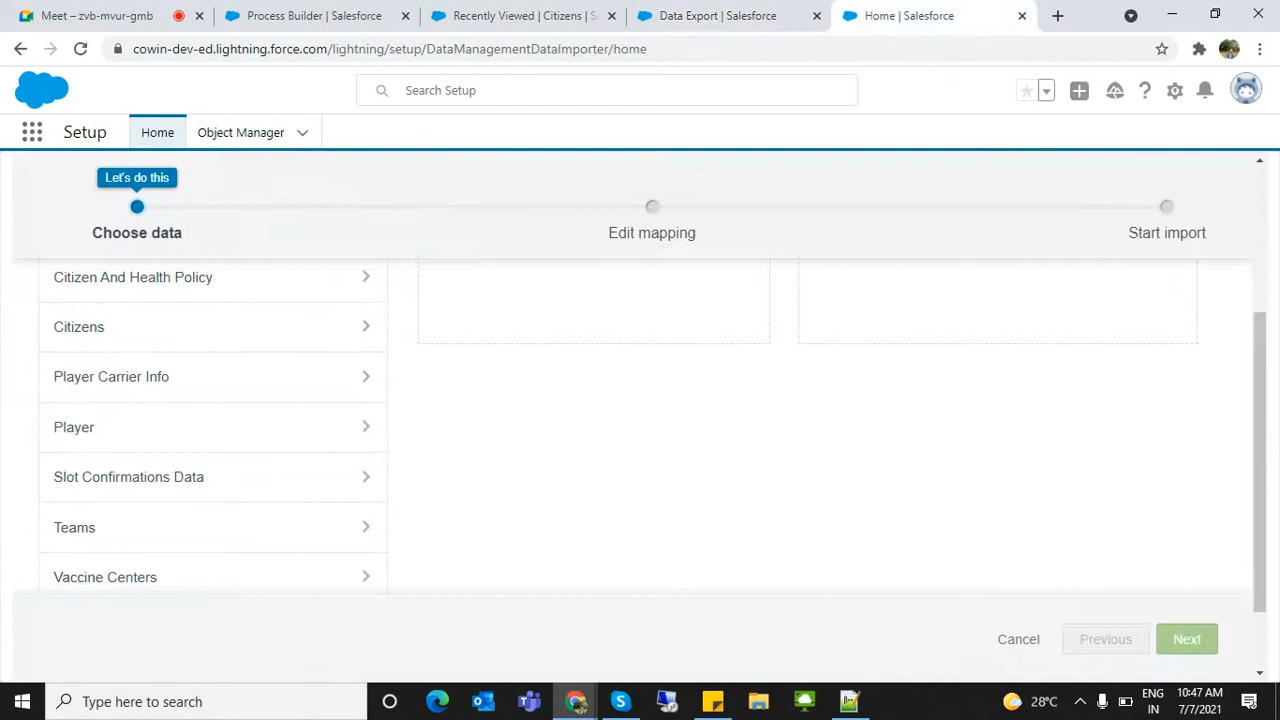 Meet – zvb-mvur-gmb
Process Builder | Salesforce
Recently Viewed | Citizens | S
Data Export | Salesforce
Home | Salesforce
cowin-dev-ed.lightning.force.com/lightning/setup/DataManagementDataImporter/home
Search Setup
Setup
Home
Object Manager
Let's do this
Choose data
Edit mapping
Start import
Citizen And Health Policy
Citizens
Player Carrier Info
Player
Slot Confirmations Data
Teams
Vaccine Centers
Cancel
Previous
Next
Type here to search
28°C
ENG
IN
10:47 AM
7/7/2021